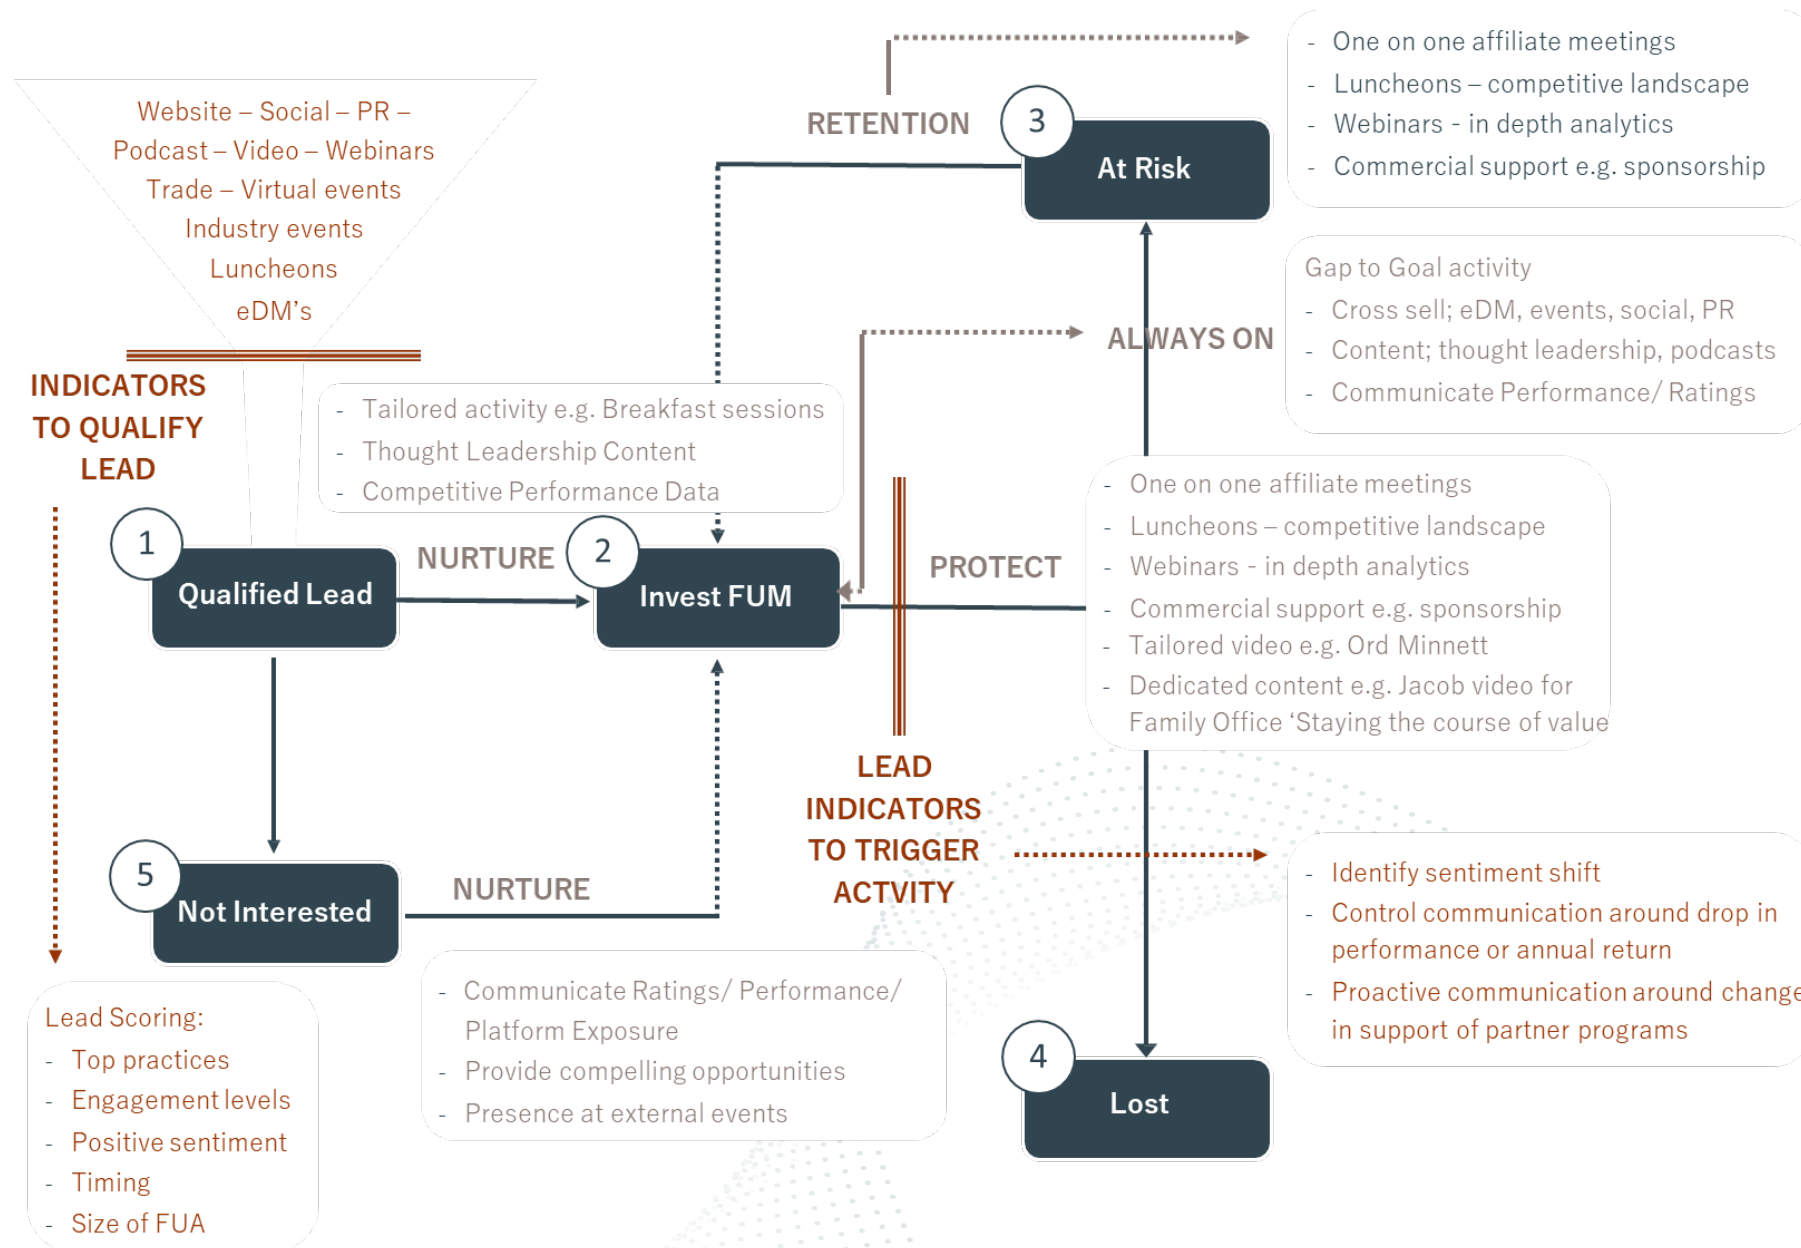 Website – Social – PR –
Podcast – Video – Webinars
Trade – Virtual events
Industry events
Luncheons
eDM’s
INDICATORS
TO QUALIFY
LEAD
- Tailored activity e.g. Breakfast sessions
- Thought Leadership Content
- Competitive Performance Data
1
Qualified Lead
NURTURE
2
Invest FUM
RETENTION
3
At Risk
- One on one affiliate meetings
- Luncheons – competitive landscape
- Webinars - in depth analytics
- Commercial support e.g. sponsorship
ALWAYS ON
Gap to Goal activity
- Cross sell; eDM, events, social, PR
- Content; thought leadership, podcasts
- Communicate Performance/ Ratings
PROTECT
- One on one affiliate meetings
- Luncheons – competitive landscape
- Webinars - in depth analytics
- Commercial support e.g. sponsorship
- Tailored video e.g. Ord Minnett
- Dedicated content e.g. Jacob video for
Family Office ‘Staying the course of value
LEAD
INDICATORS
TO TRIGGER
ACTVITY
- Identify sentiment shift
- Control communication around drop in
performance or annual return
- Proactive communication around change
in support of partner programs
5
Not Interested
NURTURE
- Communicate Ratings/ Performance/
Platform Exposure
- Provide compelling opportunities
- Presence at external events
4
Lost
Lead Scoring:
- Top practices
- Engagement levels
- Positive sentiment
- Timing
- Size of FUA